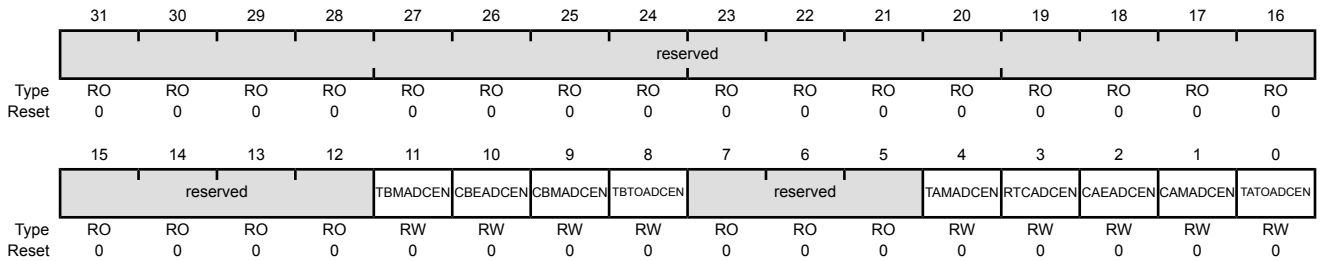 31 30 29 28 27 26 25 24 23 22 21 20 19 18 17 16
reserved
Type RO RO RO RO RO RO RO RO RO RO RO RO RO RO RO RO
Reset 0 0 0 0 0 0 0 0 0 0 0 0 0 0 0 0
15 14 13 12 11 10 9 8 7 6 5 4 3 2 1 0
reserved TBMADCEN CBEADCEN CBMADCEN TBTOADCEN reserved TAMADCEN RTCADCEN CAEADCEN CAMADCEN TATOADCEN
Type RO RO RO RO RW RW RW RW RO RO RO RW RW RW RW RW
Reset 0 0 0 0 0 0 0 0 0 0 0 0 0 0 0 0